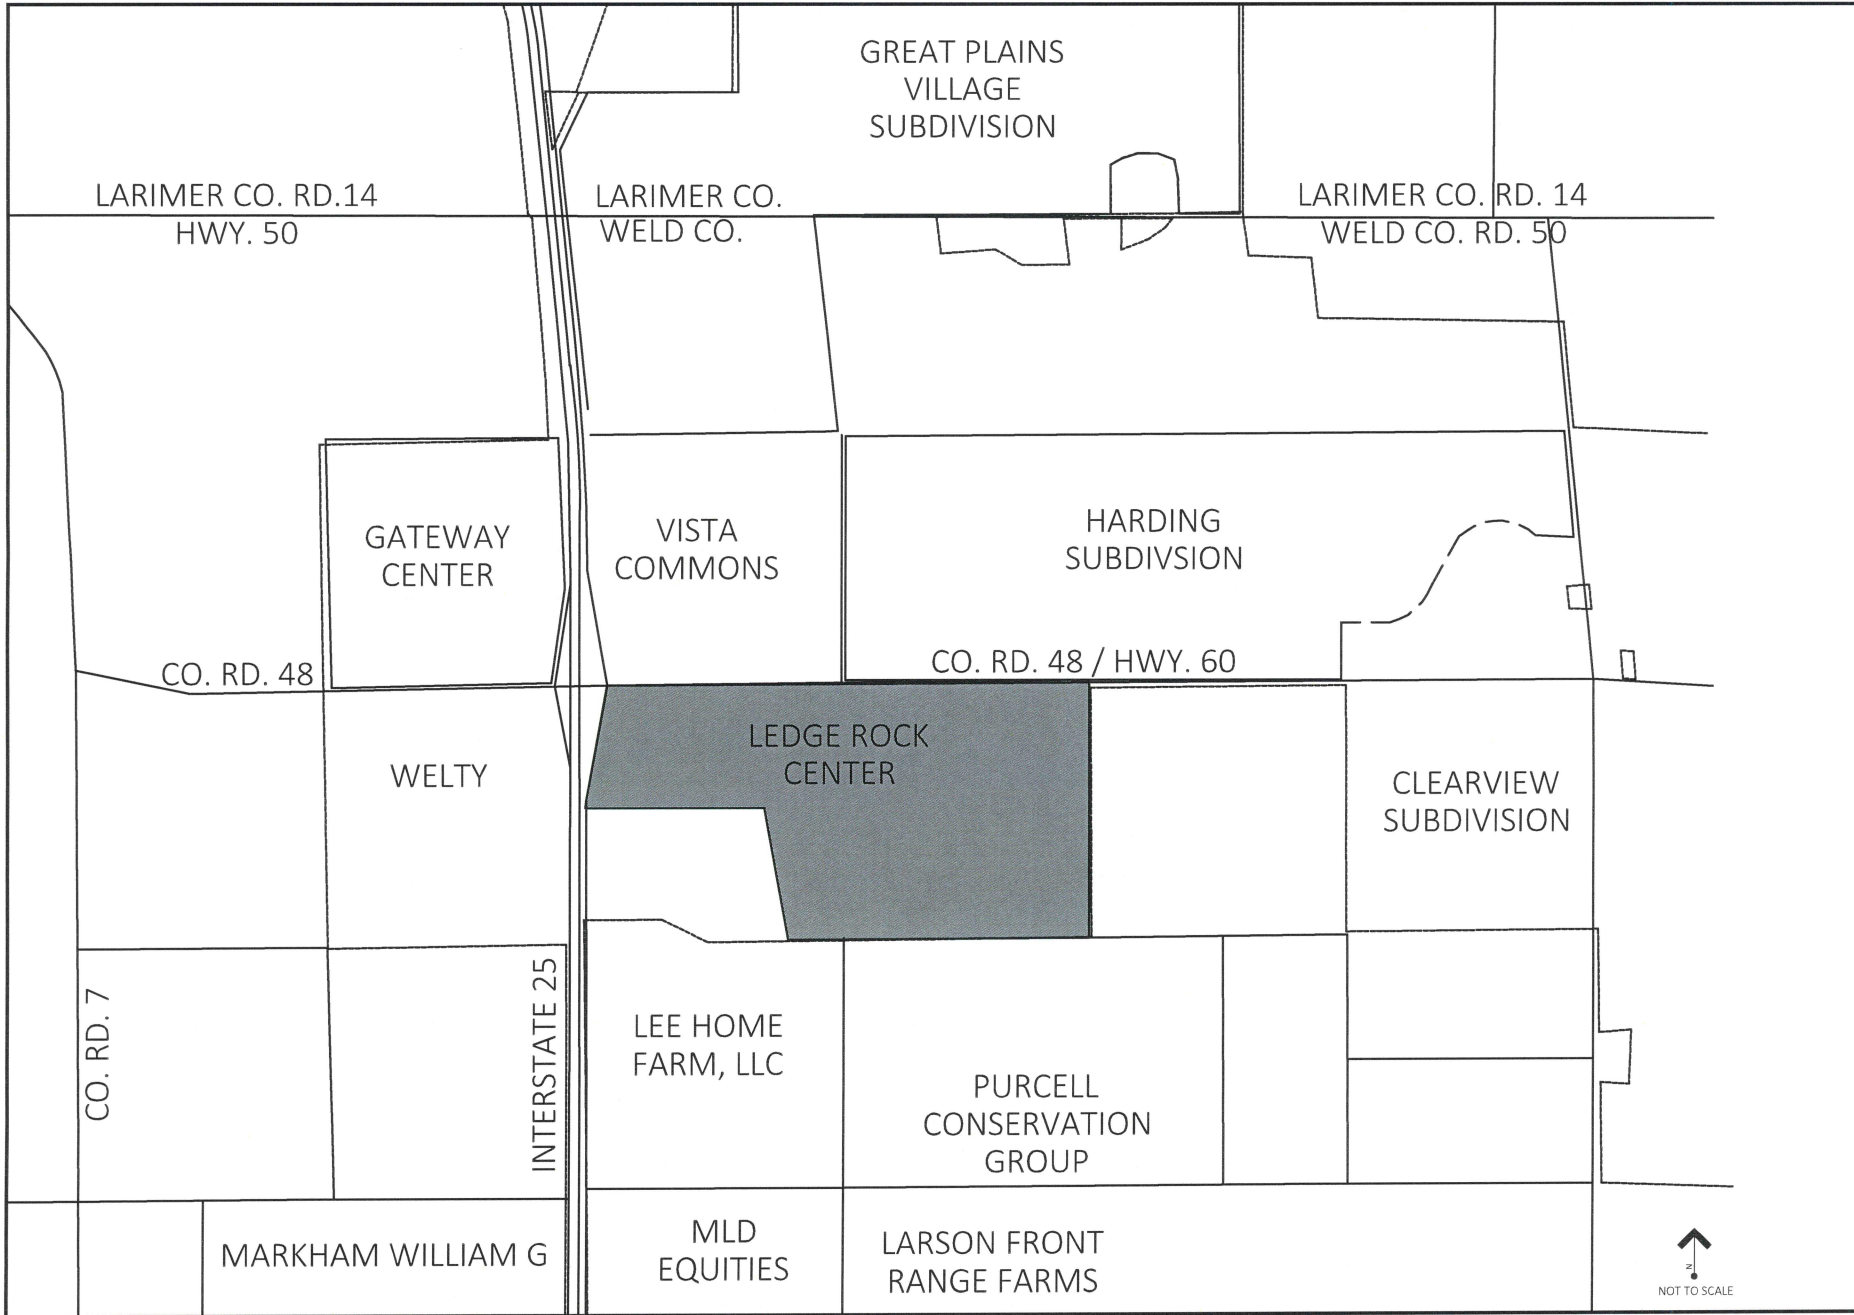 GREAT PLAINS
VILLAGE
SUBDIVISION
LARIMER CO. RD.14
HWY. 50
LARIMER CO.
WELD CO.
LARIMER CO. RD. 14
WELD CO. RD. 50
GATEWAY
CENTER
VISTA
COMMONS
HARDING
SUBDIVSION
CO. RD. 48
CO. RD. 48 / HWY. 60
WELTY
LEDGE ROCK
CENTER
CLEARVIEW
SUBDIVISION
CO. RD. 7
INTERSTATE 25
LEE HOME
FARM, LLC
PURCELL
CONSERVATION
GROUP
MARKHAM WILLIAM G
MLD
EQUITIES
LARSON FRONT
RANGE FARMS
N
NOT TO SCALE